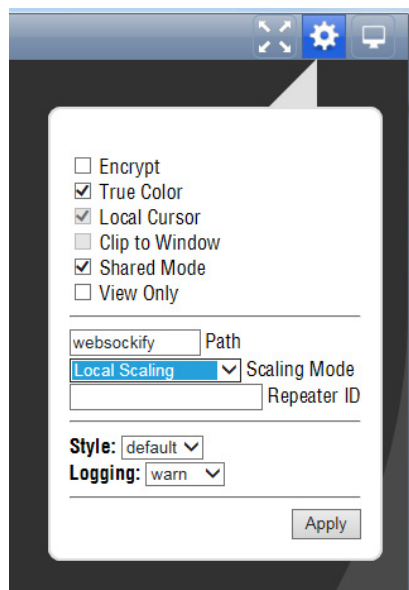 Encrypt
True Color
Local Cursor
Clip to Window
Shared Mode
View Only
websockify Path
Local Scaling Scaling Mode
Repeater ID
Style: default
Logging: warn
Apply